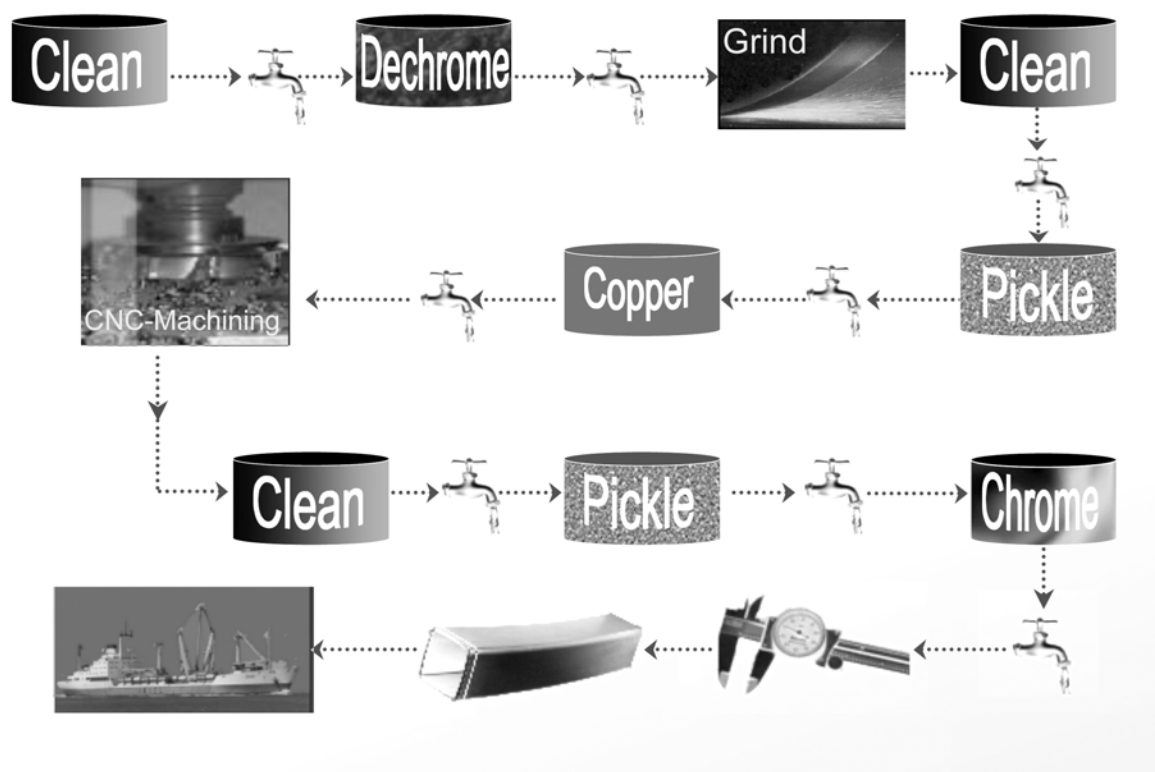 Clean
Dechrome
Grind
Clean
Pickle
Copper
CNC-Machining
Clean
Pickle
Chrome